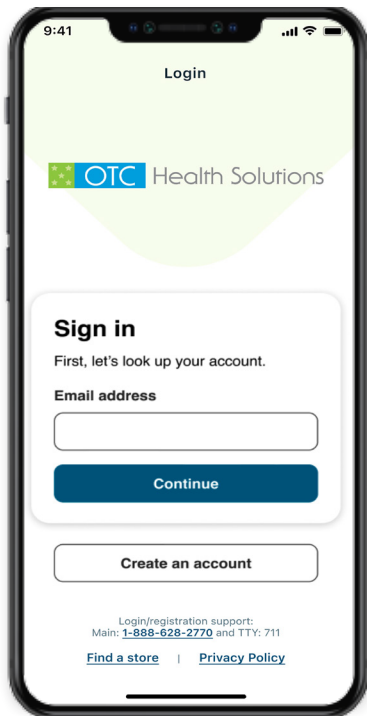 9:41
Login
OTC Health Solutions
Sign in
First, let's look up your account.
Email address
Continue
Create an account
Login/registration support:
Main: 1-888-628-2770 and TTY: 711
Find a store | Privacy Policy